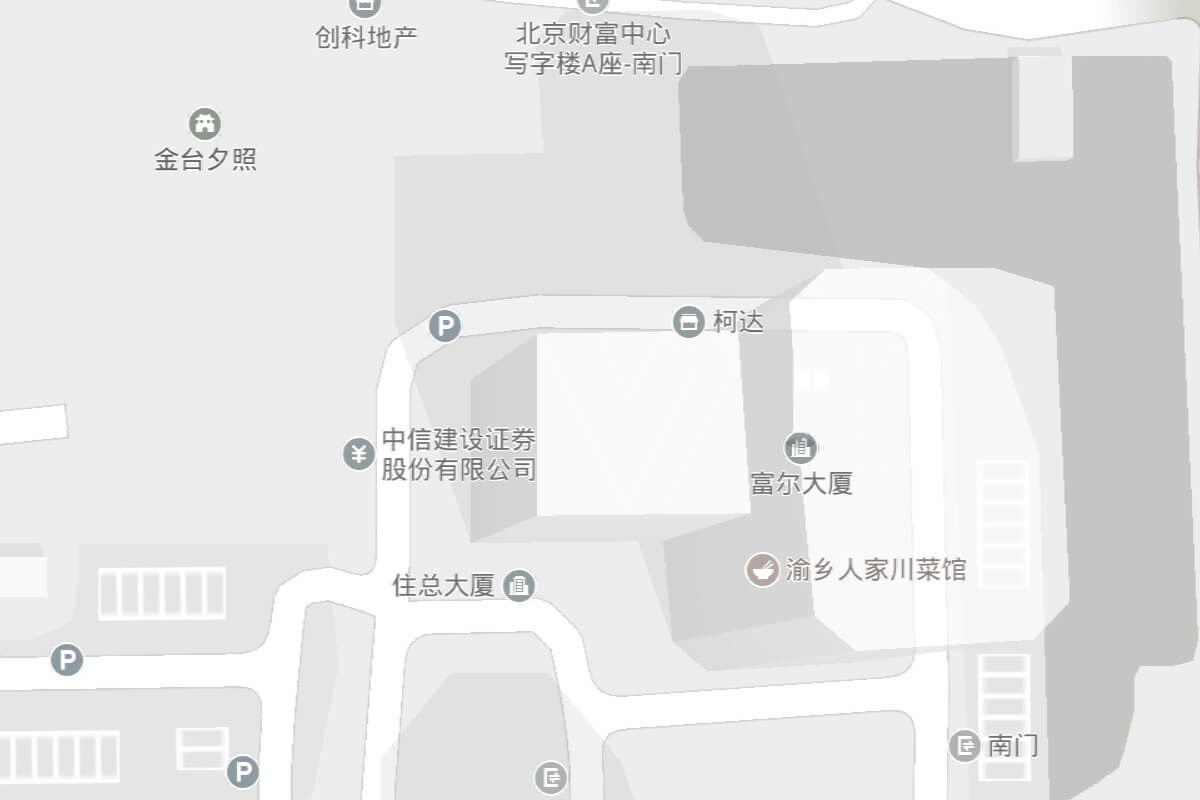 创科地产
北京财富中心
写字楼A座-南门
金台夕照
P
柯达
中信建设证券
股份有限公司
¥
富尔大厦
渝乡人家川菜馆
住总大厦
P
南门
P